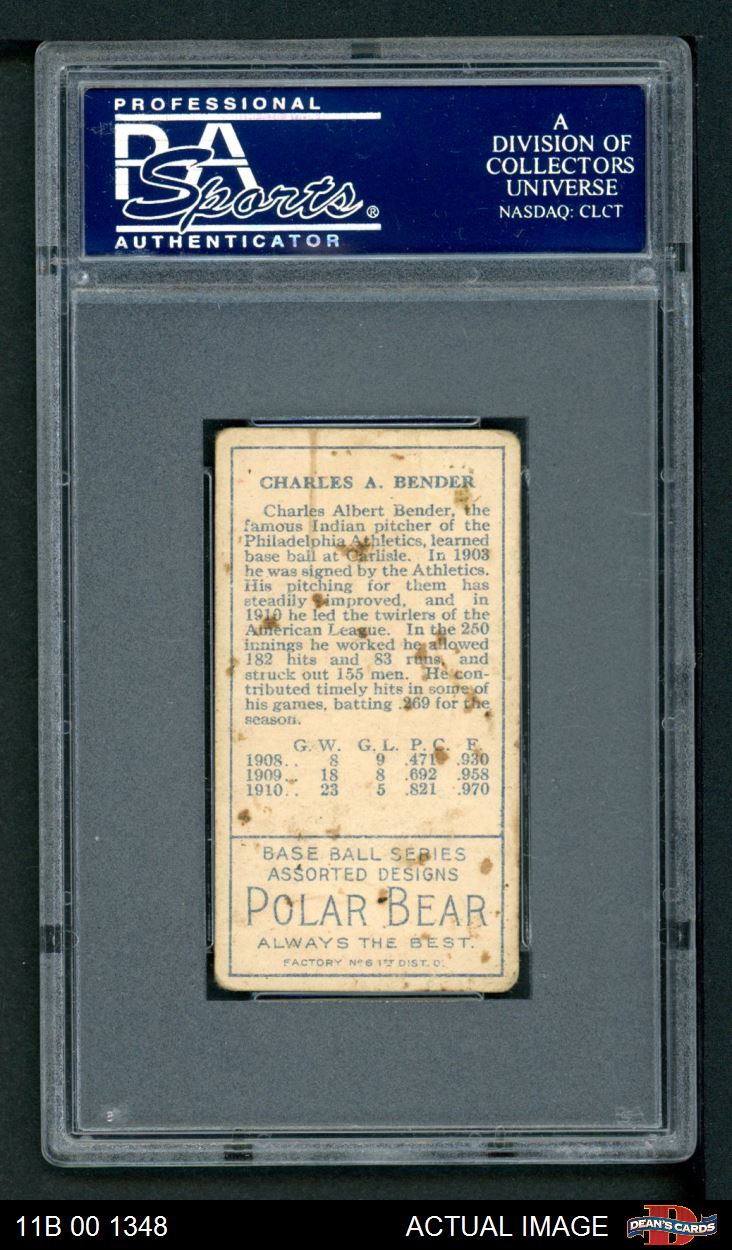 PROFESSIONAL
PSA
Sports®
AUTHENTICATOR
A
DIVISION OF
COLLECTORS
UNIVERSE
NASDAQ: CLCT
CHARLES A. BENDER
Charles Albert Bender, the
famous Indian pitcher of the
Philadelphia Athletics, learned
base ball at Carlisle. In 1903
he was signed by the Athletics.
His pitching for them has
steadily improved, and in
1910 he led the twirlers of the
American League. In the 250
innings he worked he allowed
182 hits and 83 runs, and
struck out 155 men. He con-
tributed timely hits in some of
his games, batting .269 for the
season.
G. W. G. L. P. C. F.
1908.. 8 9 .471 .930
1909.. 18 8 .692 .958
1910.. 23 5 .821 .970
BASE BALL SERIES
ASSORTED DESIGNS
POLAR BEAR
ALWAYS THE BEST.
FACTORY No 6 1ST DIST. O.
11B 00 1348
ACTUAL IMAGE
DEAN'S CARDS